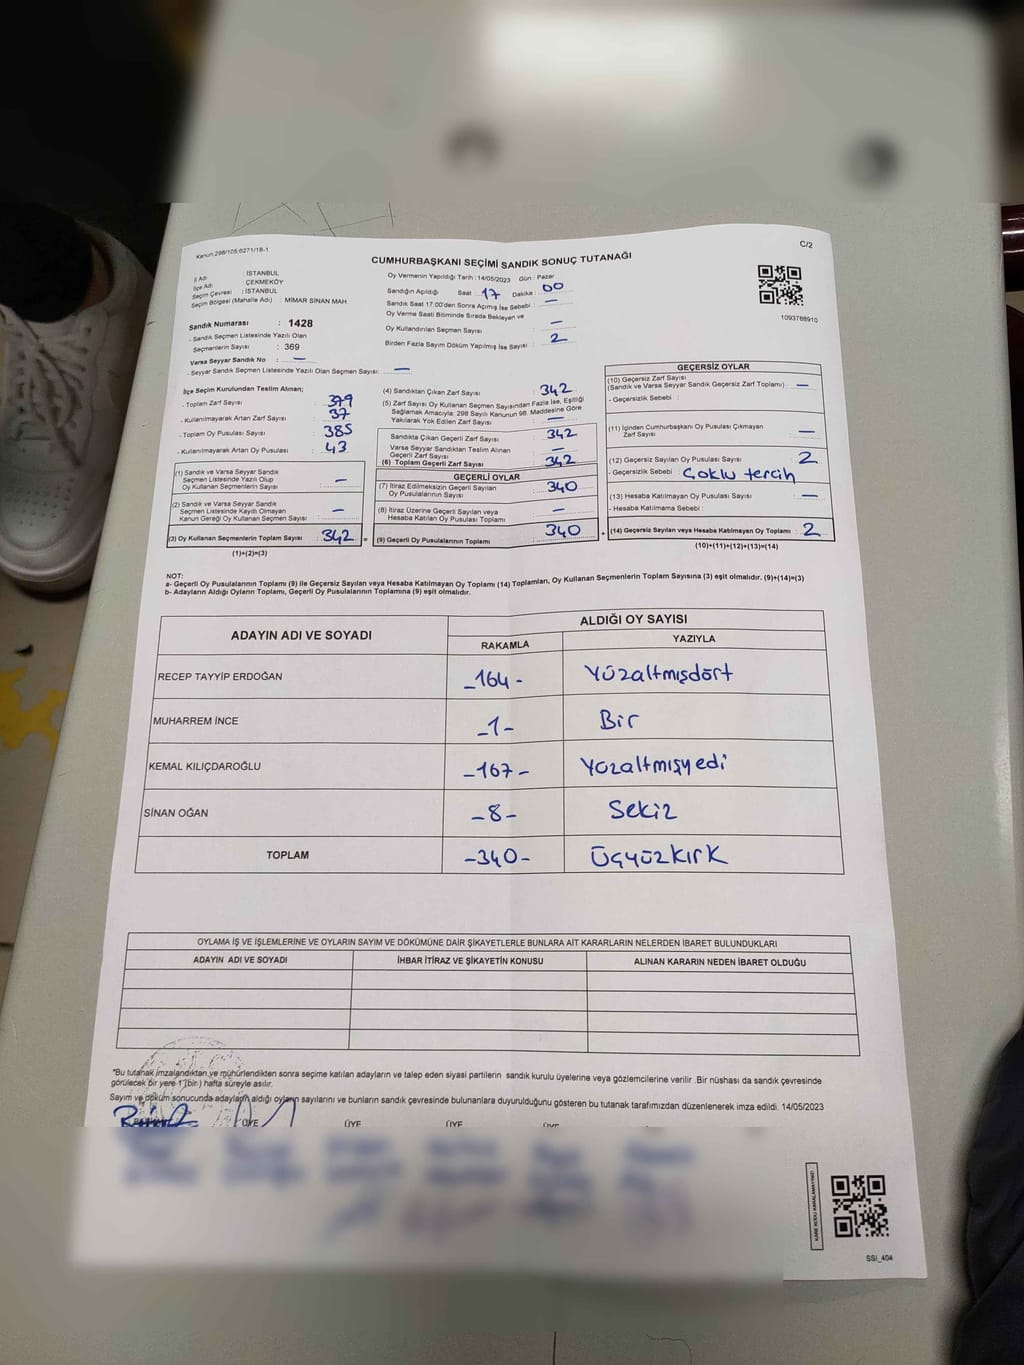 Kanun:298/105.6271/18-1
C/2
CUMHURBAŞKANI SEÇİMİ SANDIK SONUÇ TUTANAĞI
İl Adı : İSTANBUL
İlçe Adı : ÇEKMEKÖY
Seçim Çevresi : İSTANBUL
Seçim Bölgesi (Mahalle Adı) : MİMAR SİNAN MAH
Sandık Numarası : 1428
- Sandık Seçmen Listesinde Yazılı Olan
Seçmenlerin Sayısı : 369
Varsa Seyyar Sandık No : —
- Seyyar Sandık Seçmen Listesinde Yazılı Olan Seçmen Sayısı: —
Oy Vermenin Yapıldığı Tarih : 14/05/2023 Gün : Pazar
Sandığın Açıldığı Saat : 17 Dakika : 00
Sandık Saat 17:00'den Sonra Açımış İse Sebebi : —
Oy Verme Saati Bitiminde Sırada Bekleyen ve
Oy Kullandırılan Seçmen Sayısı : —
Birden Fazla Sayım Döküm Yapılmış İse Sayısı : 2
1093788910
İlçe Seçim Kurulundan Teslim Alınan;
- Toplam Zarf Sayısı : 379
- Kullanılmayarak Artan Zarf Sayısı : 37
- Toplam Oy Pusulası Sayısı : 385
- Kullanılmayarak Artan Oy Pusulası : 43
(1) Sandık ve Varsa Seyyar Sandık
Seçmen Listesinde Yazılı Olup
Oy Kullanan Seçmenlerin Sayısı : —
(2) Sandık ve Varsa Seyyar Sandık
Seçmen Listesinde Kayıtlı Olmayan
Kanun Gereği Oy Kullanan Seçmen Sayısı : —
(3) Oy Kullanan Seçmenlerin Toplam Sayısı : 342
(1)+(2)=(3)
(4) Sandıktan Çıkan Zarf Sayısı : 342
(5) Zarf Sayısı Oy Kullanan Seçmen Sayısından Fazla İse, Eşitliği
Sağlamak Amacıyla, 298 Sayılı Kanunun 98. Maddesine Göre
Yakılarak Yok Edilen Zarf Sayısı : —
Sandıkta Çıkan Geçerli Zarf Sayısı : 342
Varsa Seyyar Sandıktan Teslim Alınan
Geçerli Zarf Sayısı : —
(6) Toplam Geçerli Zarf Sayısı : 342
GEÇERLİ OYLAR
(7) İtiraz Edilmeksizin Geçerli Sayılan
Oy Pusulalarının Sayısı : 340
(8) İtiraz Üzerine Geçerli Sayılan veya
Hesaba Katılan Oy Pusulası Toplamı : —
(9) Geçerli Oy Pusulalarının Toplamı : 340
GEÇERSİZ OYLAR
(10) Geçersiz Zarf Sayısı
(Sandık ve Varsa Seyyar Sandık Geçersiz Zarf Toplamı) : —
- Geçersizlik Sebebi :
(11) İçinden Cumhurbaşkanı Oy Pusulası Çıkmayan
Zarf Sayısı : —
(12) Geçersiz Sayılan Oy Pusulası Sayısı : 2
- Geçersizlik Sebebi : Çoklu tercih
(13) Hesaba Katılmayan Oy Pusulası Sayısı : —
- Hesaba Katılmama Sebebi :
(14) Geçersiz Sayılan veya Hesaba Katılmayan Oy Toplamı : 2
(10)+(11)+(12)+(13)=(14)
NOT:
a- Geçerli Oy Pusulalarının Toplamı (9) ile Geçersiz Sayılan veya Hesaba Katılmayan Oy Toplamı (14) Toplamları, Oy Kullanan Seçmenlerin Toplam Sayısına (3) eşit olmalıdır. (9)+(14)=(3)
b- Adayların Aldığı Oyların Toplamı, Geçerli Oy Pusulalarının Toplamına (9) eşit olmalıdır.
ADAYIN ADI VE SOYADI
ALDIĞI OY SAYISI
RAKAMLA YAZIYLA
RECEP TAYYİP ERDOĞAN -164- Yüzaltmışdört
MUHARREM İNCE -1- Bir
KEMAL KILIÇDAROĞLU -167- Yüzaltmışyedi
SİNAN OĞAN -8- Sekiz
TOPLAM -340- Üçyüzkırk
OYLAMA İŞ VE İŞLEMLERİNE VE OYLARIN SAYIM VE DÖKÜMÜNE DAİR ŞİKAYETLERLE BUNLARA AİT KARARLARIN NELERDEN İBARET BULUNDUKLARI
ADAYIN ADI VE SOYADI İHBAR İTİRAZ VE ŞİKAYETİN KONUSU ALINAN KARARIN NEDEN İBARET OLDUĞU
*Bu tutanak imzalandıktan ve mühürlendikten sonra seçime katılan adayların ve talep eden siyasi partilerin sandık kurulu üyelerine veya gözlemcilerine verilir .Bir nüshası da sandık çevresinde
görülecek bir yere 1 (bir) hafta süreyle asılır.
Sayım ve döküm sonucunda adayların aldığı oyların sayılarını ve bunların sandık çevresinde bulunanlara duyurulduğunu gösteren bu tutanak tarafımızdan düzenlenerek imza edildi. 14/05/2023
ÜYE ÜYE ÜYE ÜYE
SSİ_404